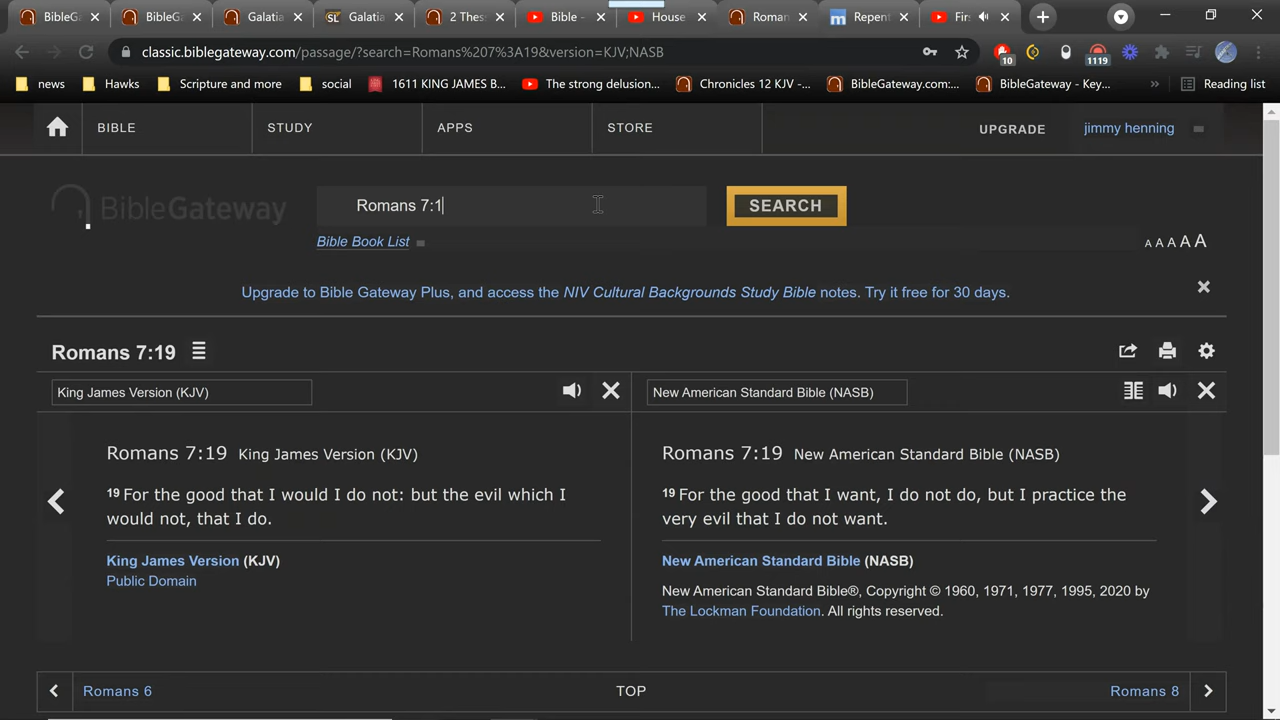 BibleGa
BibleG
Galatia
SL
Galatia
2 Thess
Bible -
House
Roman
m
Repent
Firs
classic.biblegateway.com/passage/?search=Romans%207%3A19&version=KJV;NASB
10
1119
news
Hawks
Scripture and more
social
1611 KING JAMES B...
The strong delusion...
Chronicles 12 KJV -...
BibleGateway.com:...
BibleGateway - Key...
»
Reading list
BIBLE
STUDY
APPS
STORE
UPGRADE
jimmy henning
BibleGateway
Romans 7:1
SEARCH
Bible Book List
A A A A A
Upgrade to Bible Gateway Plus, and access the NIV Cultural Backgrounds Study Bible notes. Try it free for 30 days.
Romans 7:19
King James Version (KJV)
New American Standard Bible (NASB)
Romans 7:19 King James Version (KJV)
19 For the good that I would I do not: but the evil which I
would not, that I do.
King James Version (KJV)
Public Domain
Romans 7:19 New American Standard Bible (NASB)
19 For the good that I want, I do not do, but I practice the
very evil that I do not want.
New American Standard Bible (NASB)
New American Standard Bible®, Copyright © 1960, 1971, 1977, 1995, 2020 by
The Lockman Foundation. All rights reserved.
Romans 6
TOP
Romans 8